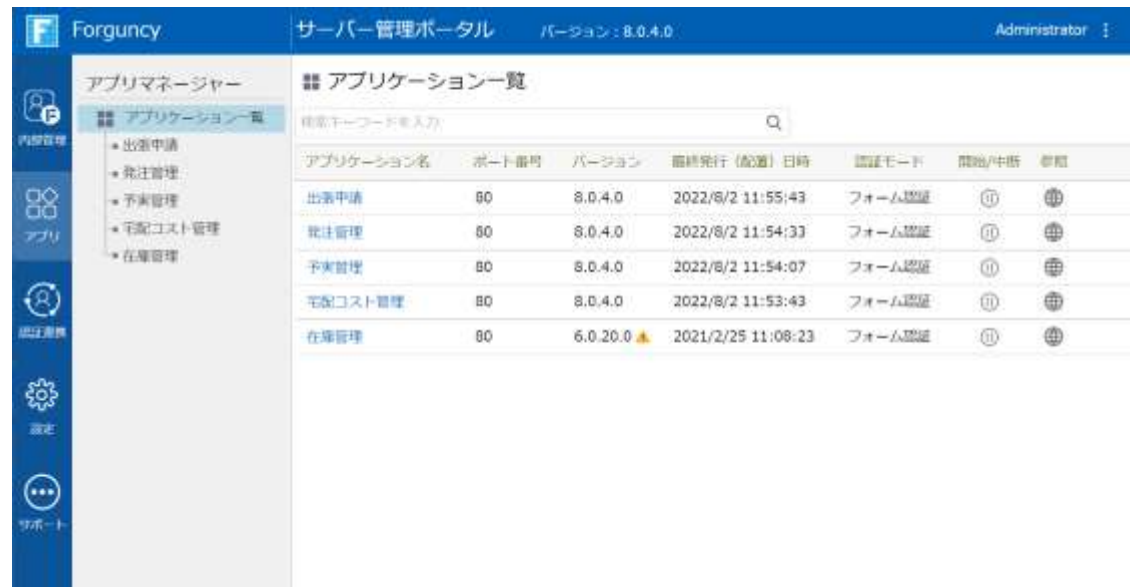 Forguncy
サーバー管理ポータル
バージョン：8.0.4.0
Administrator
内部管理
アプリ
認証連携
設定
サポート
アプリマネージャー
アプリケーション一覧
出張申請
発注管理
予実管理
宅配コスト管理
在庫管理
アプリケーション一覧
検索キーワードを入力
アプリケーション名 ポート番号 バージョン 最終発行（配置）日時 認証モード 開始/中断 参照
出張申請 80 8.0.4.0 2022/8/2 11:55:43 フォーム認証
発注管理 80 8.0.4.0 2022/8/2 11:54:33 フォーム認証
予実管理 80 8.0.4.0 2022/8/2 11:54:07 フォーム認証
宅配コスト管理 80 8.0.4.0 2022/8/2 11:53:43 フォーム認証
在庫管理 80 6.0.20.0 2021/2/25 11:08:23 フォーム認証